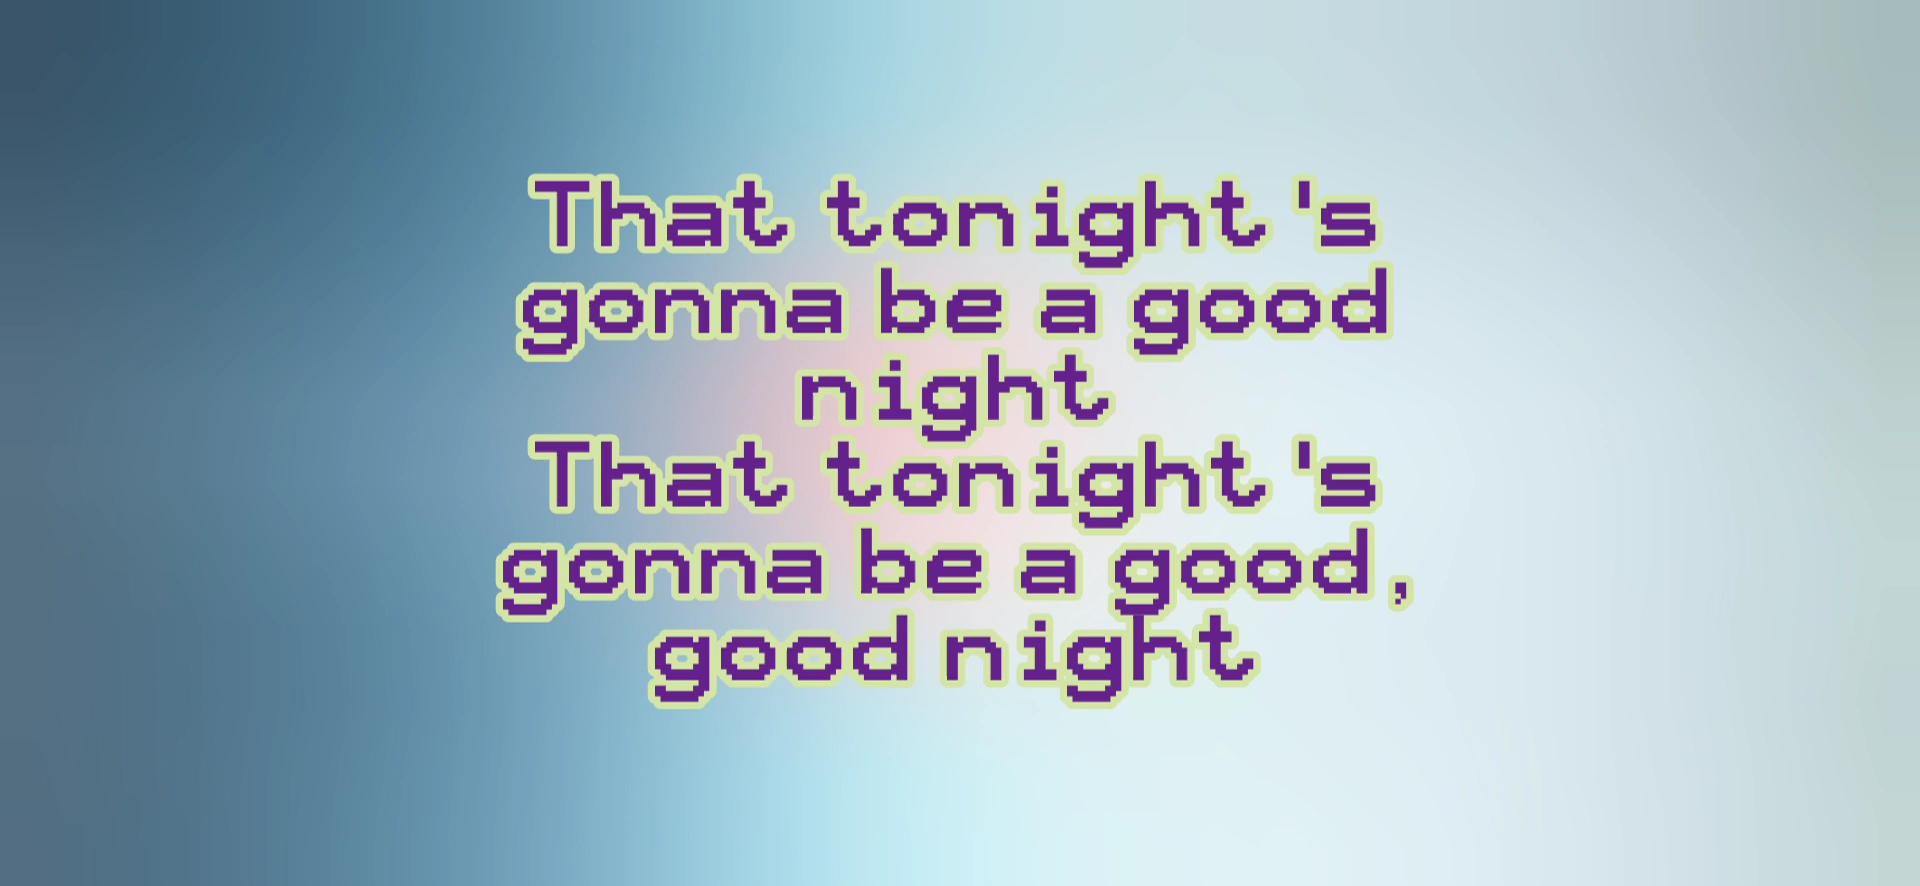 That tonight's
gonna be a good
night
That tonight's
gonna be a good,
good night